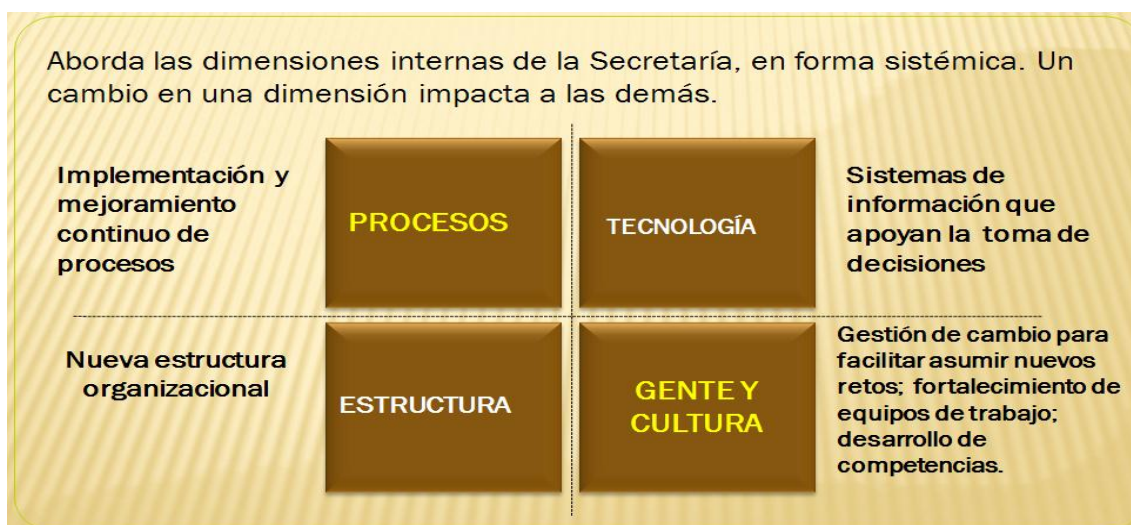 Aborda las dimensiones internas de la Secretaría, en forma sistémica. Un
cambio en una dimensión impacta a las demás.
Implementación y
mejoramiento
continuo de
procesos
PROCESOS
TECNOLOGÍA
Sistemas de
información que
apoyan la toma de
decisiones
Nueva estructura
organizacional
ESTRUCTURA
GENTE Y
CULTURA
Gestión de cambio para
facilitar asumir nuevos
retos; fortalecimiento de
equipos de trabajo;
desarrollo de
competencias.